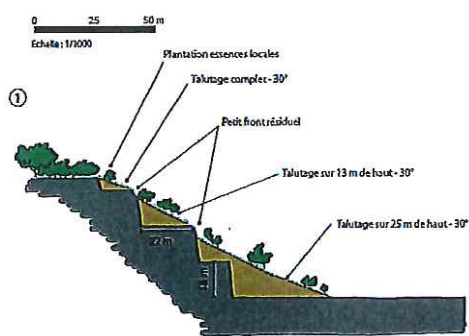 0 25 50 m
Echelle : 1/1000
Plantation essences locales
①
Talutage complet - 30°
Petit front résiduel
Talutage sur 13 m de haut - 30°
Talutage sur 25 m de haut - 30°
22 m